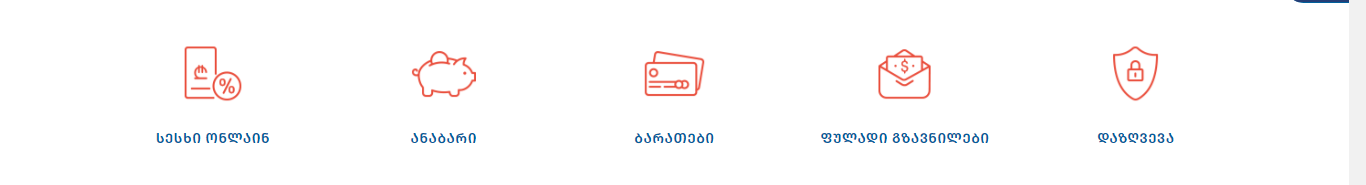 სესხი ონლაინ
ანაბარი
ბარათები
ფულადი გზავნილები
დაზღვევა